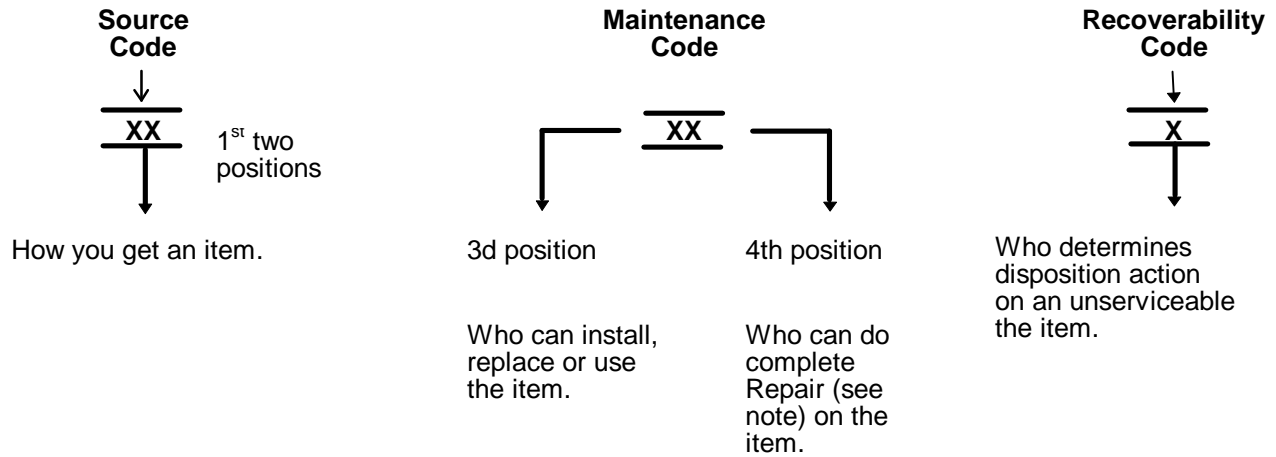 Source
Code
XX
1st two
positions
How you get an item.
Maintenance
Code
XX
3d position
Who can install,
replace or use
the item.
4th position
Who can do
complete
Repair (see
note) on the
item.
Recoverability
Code
X
Who determines
disposition action
on an unserviceable
the item.